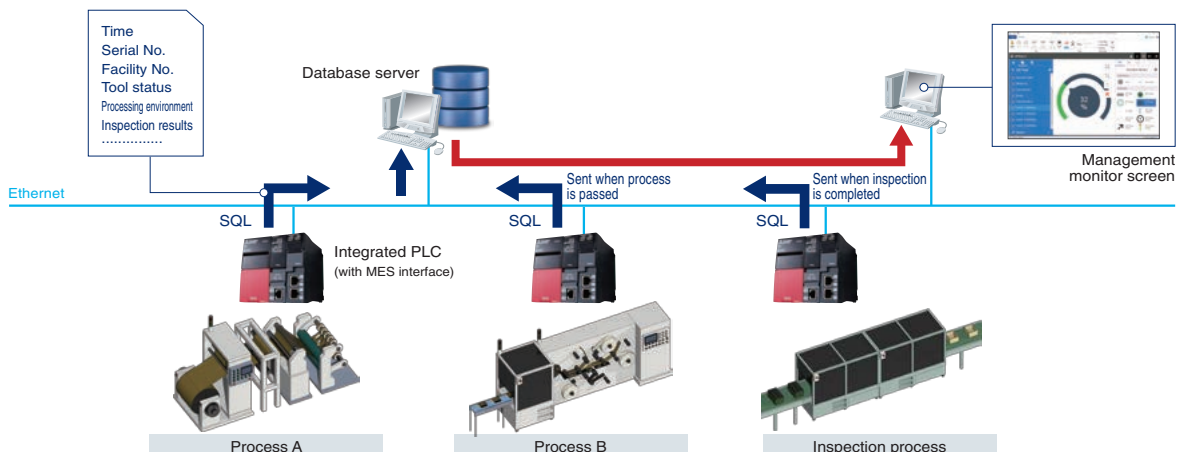 Time
Serial No.
Facility No.
Tool status
Processing environment
Inspection results
...............
Database server
Management
monitor screen
Ethernet
SQL
Sent when process
is passed
SQL
Sent when inspection
is completed
SQL
Integrated PLC
(with MES interface)
Process A
Process B
Inspection process